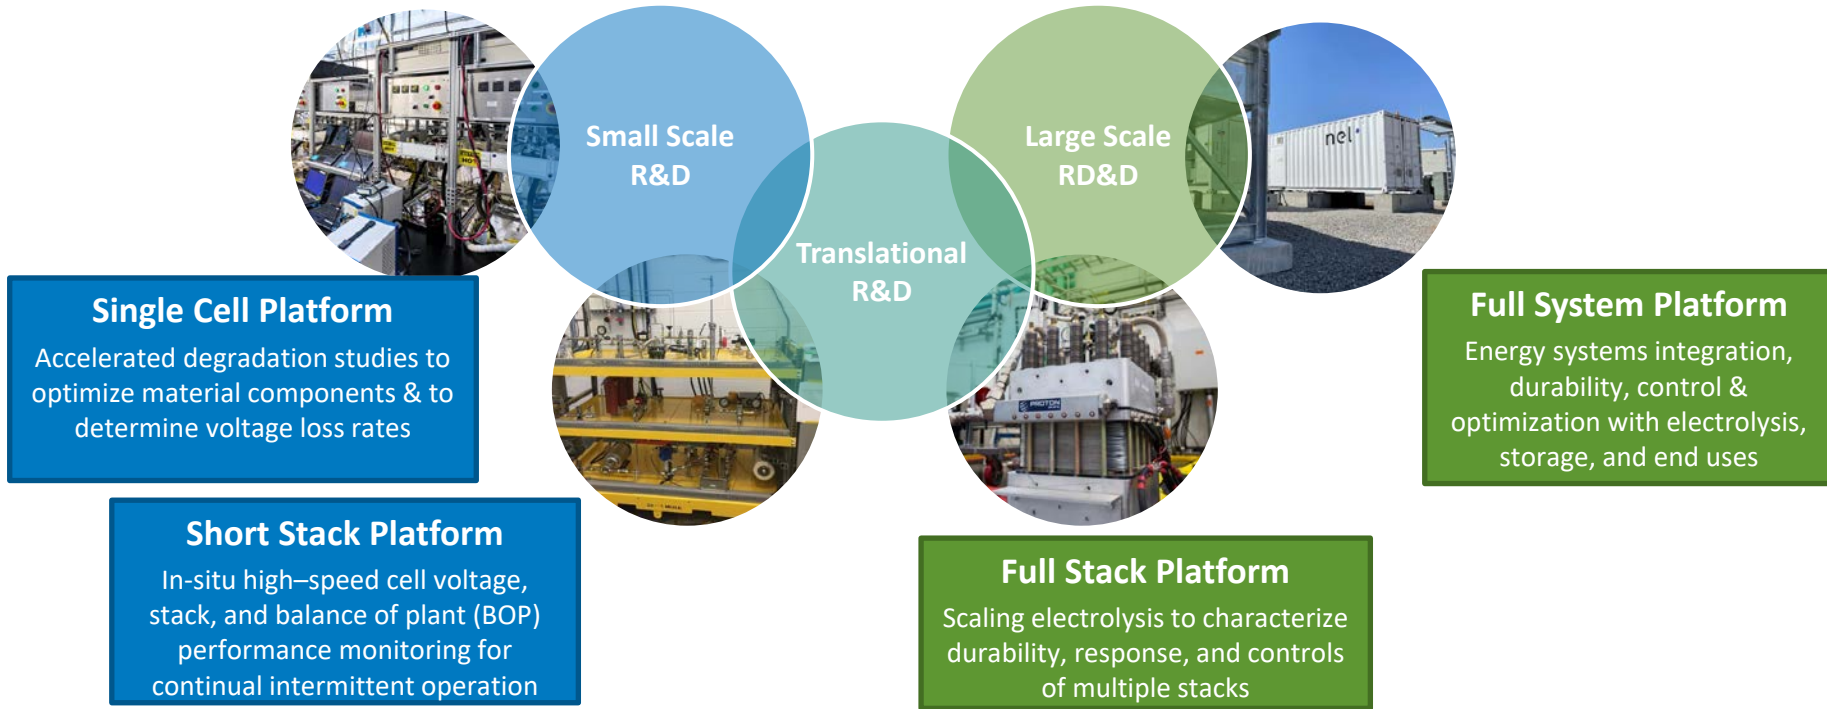 Small Scale
R&D
Large Scale
RD&D
Translational
R&D
nel
HOT
PROTON
Single Cell Platform
Accelerated degradation studies to
optimize material components & to
determine voltage loss rates
Full System Platform
Energy systems integration,
durability, control &
optimization with electrolysis,
storage, and end uses
Short Stack Platform
In-situ high–speed cell voltage,
stack, and balance of plant (BOP)
performance monitoring for
continual intermittent operation
Full Stack Platform
Scaling electrolysis to characterize
durability, response, and controls
of multiple stacks